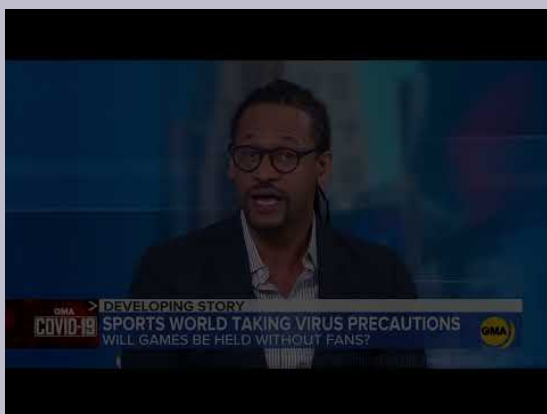 DEVELOPING STORY
GMA
COVID-19
SPORTS WORLD TAKING VIRUS PRECAUTIONS
WILL GAMES BE HELD WITHOUT FANS?
GMA